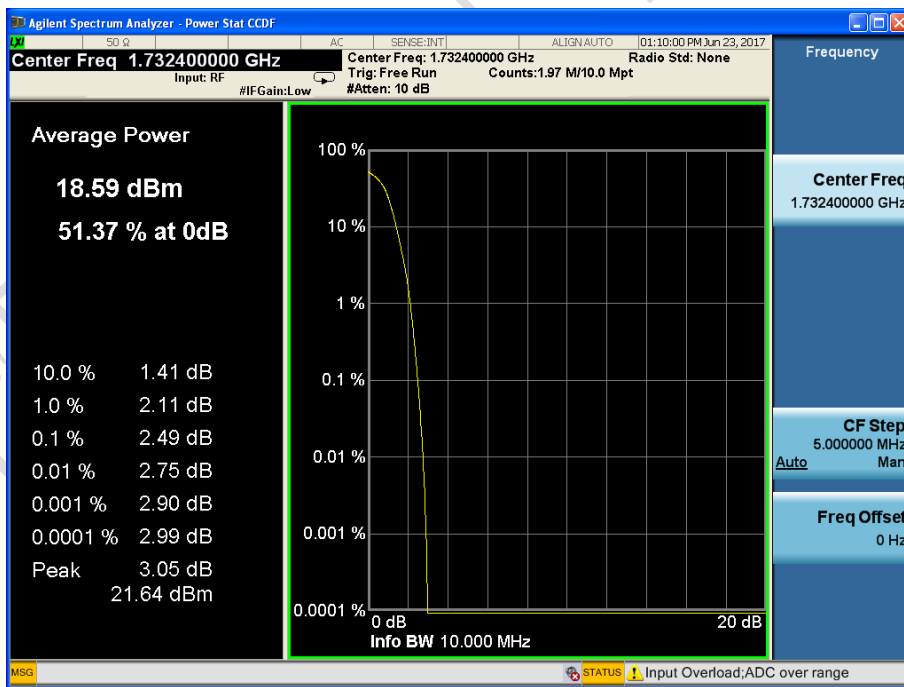 Agilent Spectrum Analyzer - Power Stat CCDF
LXI 50 Ω AC SENSE:INT ALIGN AUTO 01:10:00 PM Jun 23, 2017
Center Freq 1.732400000 GHz
Input: RF
#IFGain:Low
Center Freq: 1.732400000 GHz Radio Std: None
Trig: Free Run Counts:1.97 M/10.0 Mpt
#Atten: 10 dB
Average Power
18.59 dBm
51.37 % at 0dB
10.0 % 1.41 dB
1.0 % 2.11 dB
0.1 % 2.49 dB
0.01 % 2.75 dB
0.001 % 2.90 dB
0.0001 % 2.99 dB
Peak 3.05 dB
21.64 dBm
100 %
10 %
1 %
0.1 %
0.01 %
0.001 %
0.0001 %
0 dB 20 dB
Info BW 10.000 MHz
Frequency
Center Freq
1.732400000 GHz
CF Step
5.000000 MHz
Auto Man
Freq Offset
0 Hz
MSG STATUS Input Overload;ADC over range